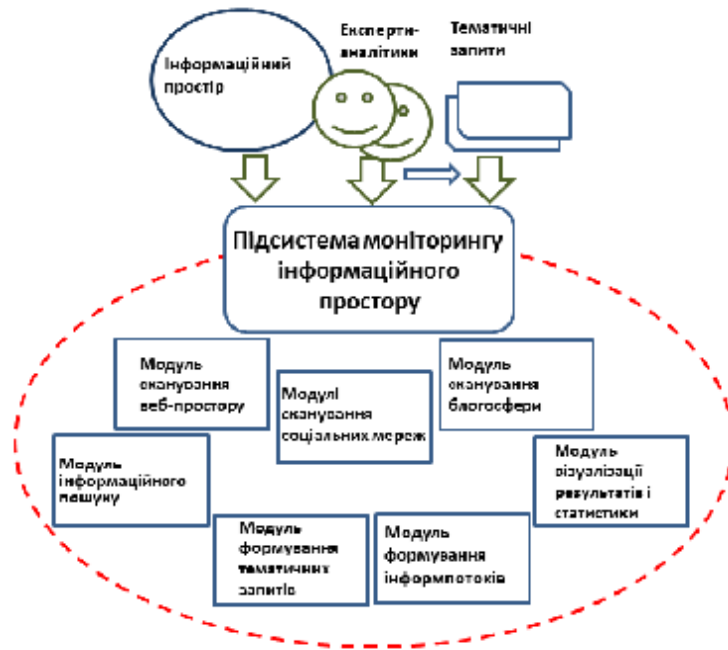 Інформаційний
простір
Експерти-
аналітики
Тематичні
запити
Підсистема моніторингу
інформаційного
простору
Модуль
сканування
веб-простору
Модулі
сканування
соціальних мереж
Модуль
сканування
блогосфери
Модуль
інформаційного
пошуку
Модуль
візуалізації
результатів і
статистики
Модуль
формування
тематичних
запитів
Модуль
формування
інформпотоків